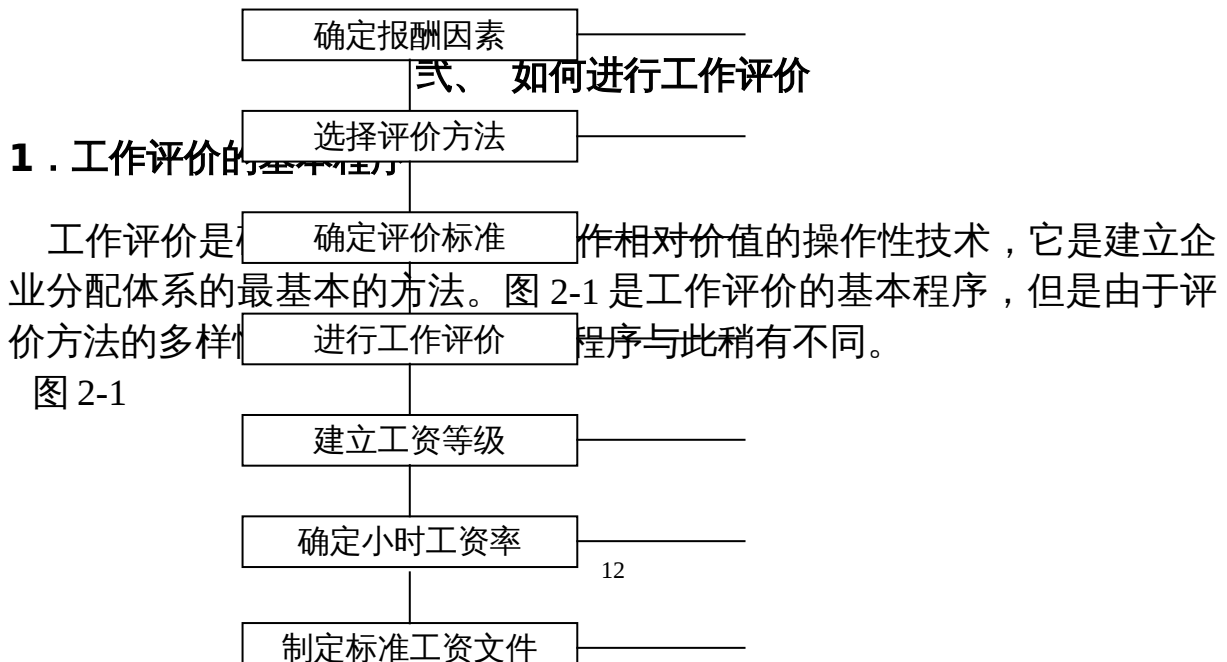 确定报酬因素
弐、 如何进行工作评价
选择评价方法
1．工作评价的基本程序
确定评价标准
工作评价是 作相对价值的操作性技术，它是建立企
业分配体系的最基本的方法。图 2-1 是工作评价的基本程序，但是由于评
进行工作评价
价方法的多样 程序与此稍有不同。
图 2-1
建立工资等级
确定小时工资率
12
制定标准工资文件